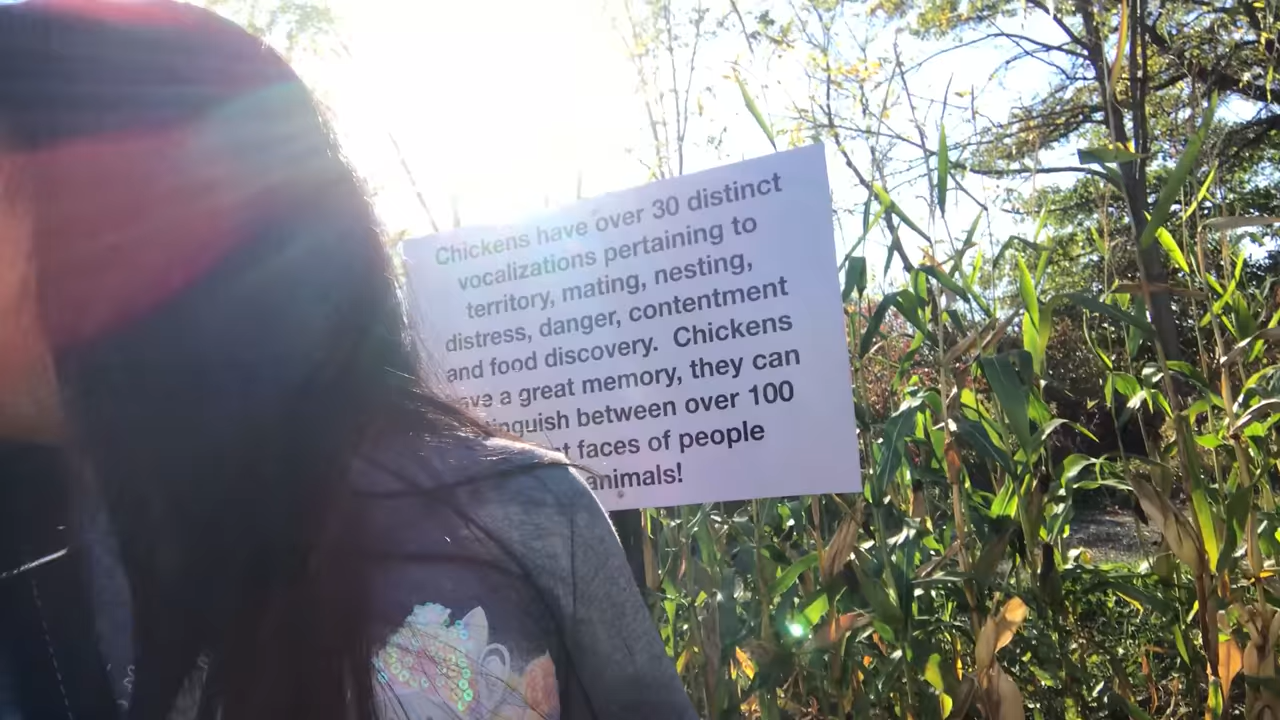 Chickens have over 30 distinct
vocalizations pertaining to
territory, mating, nesting,
distress, danger, contentment
and food discovery. Chickens
a great memory, they can
between over 100
faces of people
animals!